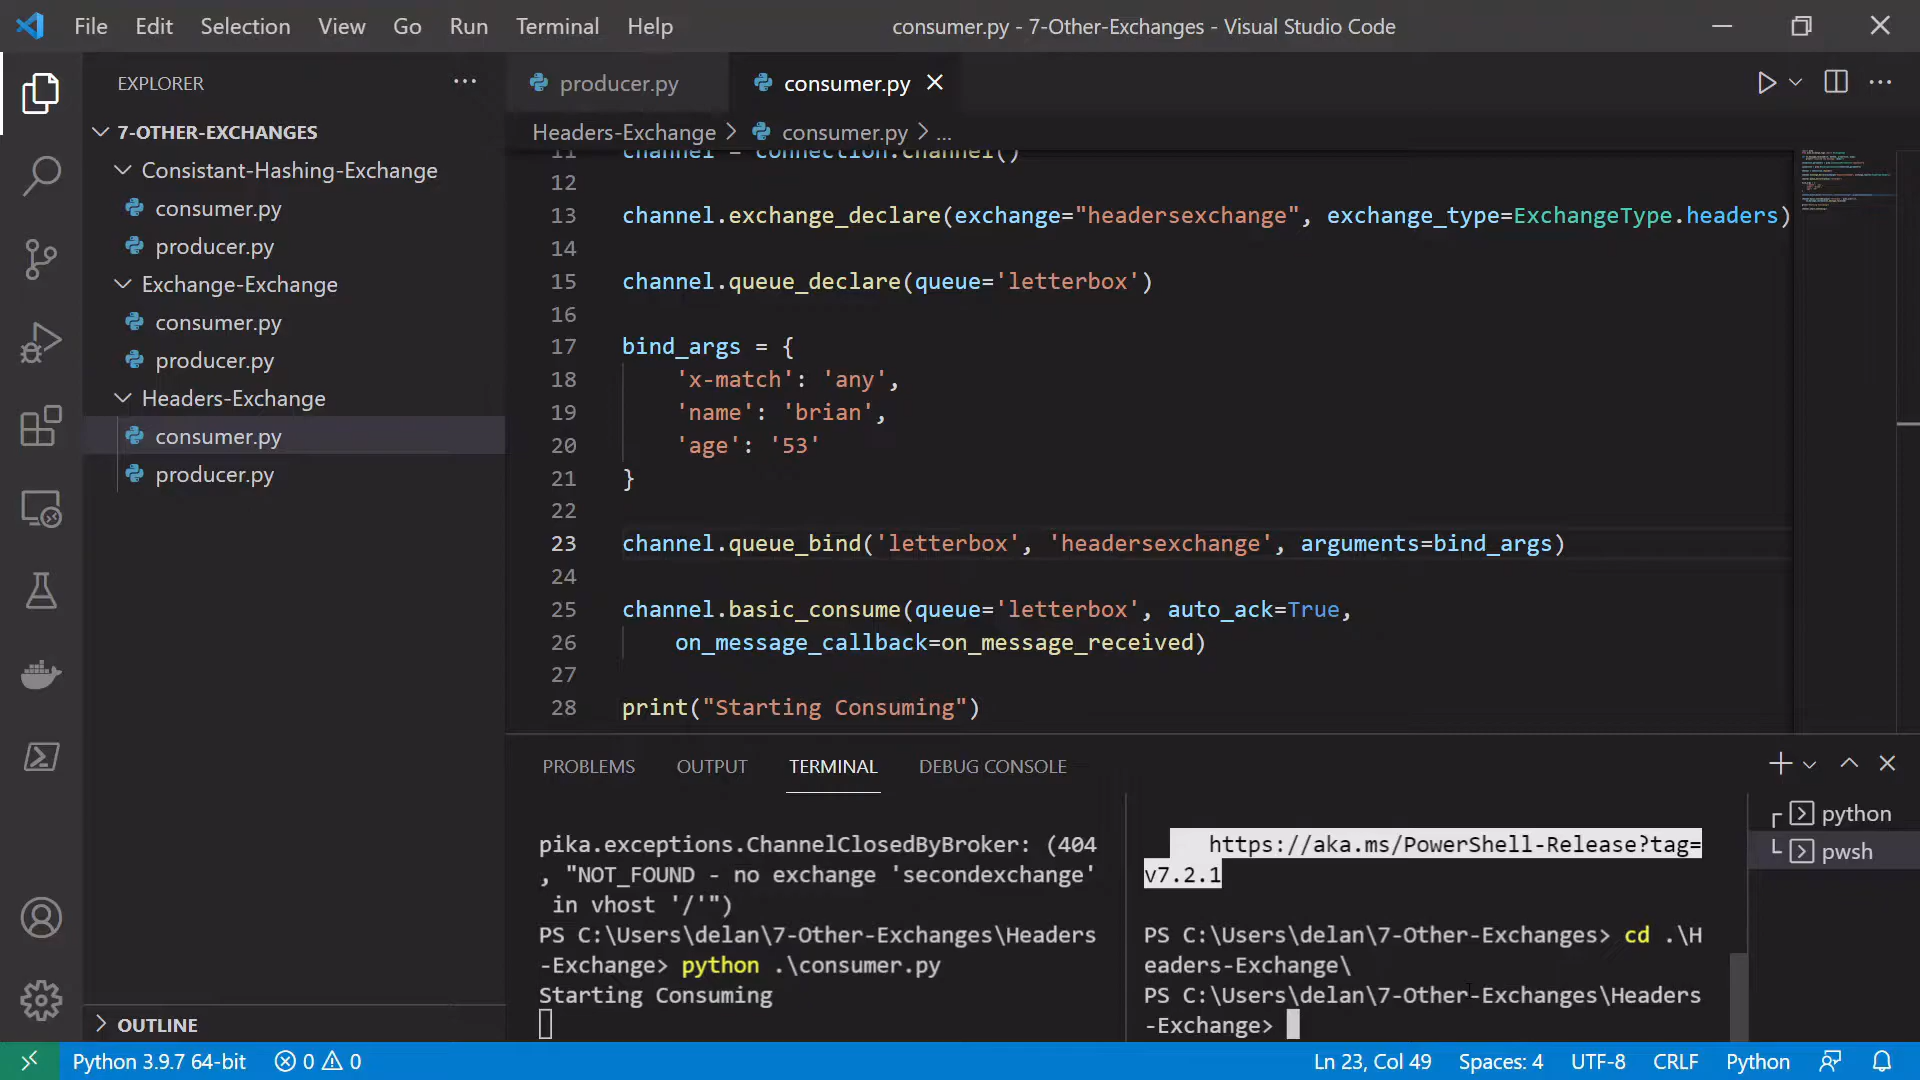 File Edit Selection View Go Run Terminal Help
consumer.py - 7-Other-Exchanges - Visual Studio Code
EXPLORER
7-OTHER-EXCHANGES
Consistant-Hashing-Exchange
consumer.py
producer.py
Exchange-Exchange
consumer.py
producer.py
Headers-Exchange
consumer.py
producer.py
OUTLINE
producer.py
consumer.py
Headers-Exchange > consumer.py > ...
11 channel = connection.channel()
12
13 channel.exchange_declare(exchange="headersexchange", exchange_type=ExchangeType.headers)
14
15 channel.queue_declare(queue='letterbox')
16
17 bind_args = {
18 'x-match': 'any',
19 'name': 'brian',
20 'age': '53'
21 }
22
23 channel.queue_bind('letterbox', 'headersexchange', arguments=bind_args)
24
25 channel.basic_consume(queue='letterbox', auto_ack=True,
26 on_message_callback=on_message_received)
27
28 print("Starting Consuming")
PROBLEMS OUTPUT TERMINAL DEBUG CONSOLE
pika.exceptions.ChannelClosedByBroker: (404
, "NOT_FOUND - no exchange 'secondexchange'
in vhost '/'")
PS C:\Users\delan\7-Other-Exchanges\Headers
-Exchange> python .\consumer.py
Starting Consuming
https://aka.ms/PowerShell-Release?tag=
v7.2.1
PS C:\Users\delan\7-Other-Exchanges> cd .\H
eaders-Exchange\
PS C:\Users\delan\7-Other-Exchanges\Headers
-Exchange>
python
pwsh
Python 3.9.7 64-bit 0 0
Ln 23, Col 49 Spaces: 4 UTF-8 CRLF Python